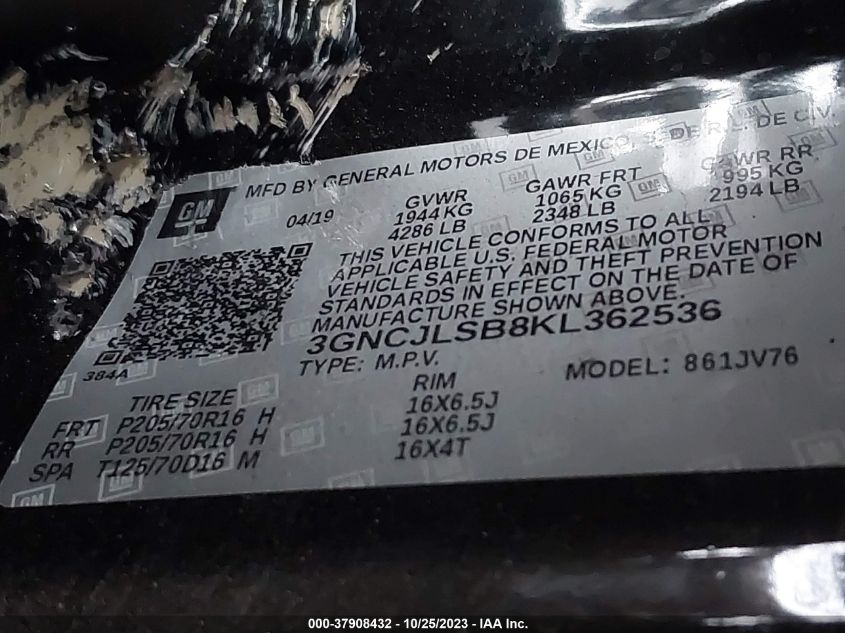 GM
MFD BY GENERAL MOTORS DE MEXICO, S. DE R.L. DE C.V.
04/19
GVWR
1944 KG
4286 LB
GAWR FRT
1065 KG
2348 LB
GAWR RR
995 KG
2194 LB
THIS VEHICLE CONFORMS TO ALL
APPLICABLE U.S. FEDERAL MOTOR
VEHICLE SAFETY AND THEFT PREVENTION
STANDARDS IN EFFECT ON THE DATE OF
MANUFACTURE SHOWN ABOVE.
3GNCJLSB8KL362536
TYPE: M.P.V.
MODEL: 861JV76
384A
TIRE SIZE RIM
FRT P205/70R16 H 16X6.5J
RR P205/70R16 H 16X6.5J
SPA T125/70D16 M 16X4T
000-37908432 - 10/25/2023 - IAA Inc.